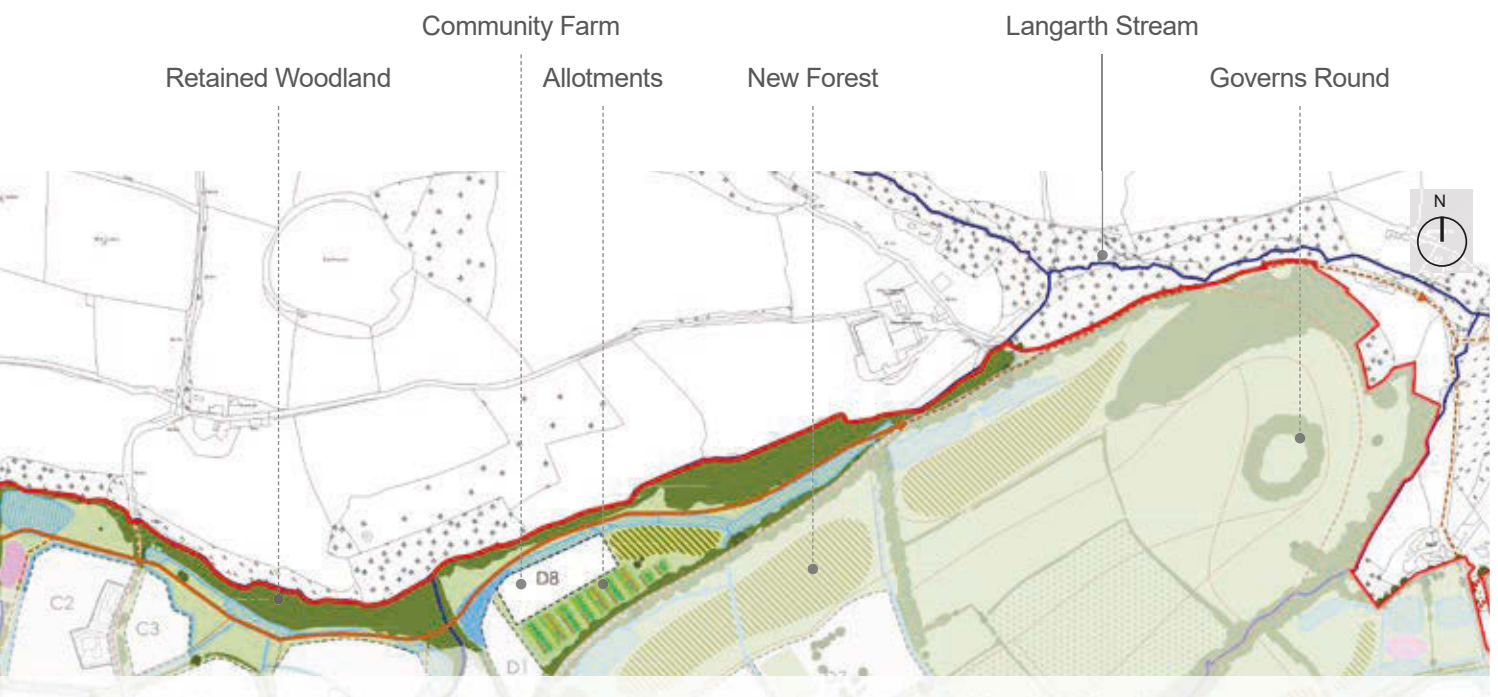 Community Farm
Langarth Stream
Retained Woodland
Allotments
New Forest
Governs Round
N
D8
C2
C3
D1